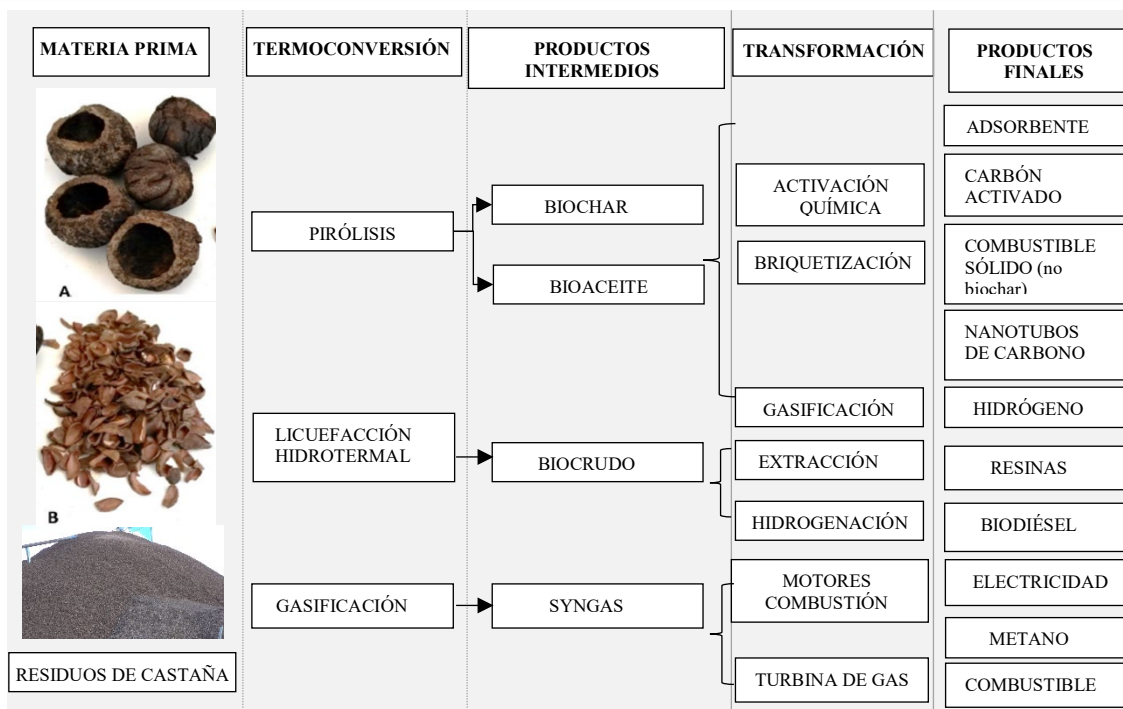 MATERIA PRIMA
A
B
RESIDUOS DE CASTAÑA
TERMOCONVERSIÓN
PIRÓLISIS
LICUEFACCIÓN
HIDROTERMAL
GASIFICACIÓN
PRODUCTOS
INTERMEDIOS
BIOCHAR
BIOACEITE
BIOCRUDO
SYNGAS
TRANSFORMACIÓN
ACTIVACIÓN
QUÍMICA
BRIQUETIZACIÓN
GASIFICACIÓN
EXTRACCIÓN
HIDROGENACIÓN
MOTORES
COMBUSTIÓN
TURBINA DE GAS
PRODUCTOS
FINALES
ADSORBENTE
CARBÓN
ACTIVADO
COMBUSTIBLE
SÓLIDO (no
biochar)
NANOTUBOS
DE CARBONO
HIDRÓGENO
RESINAS
BIODIÉSEL
ELECTRICIDAD
METANO
COMBUSTIBLE